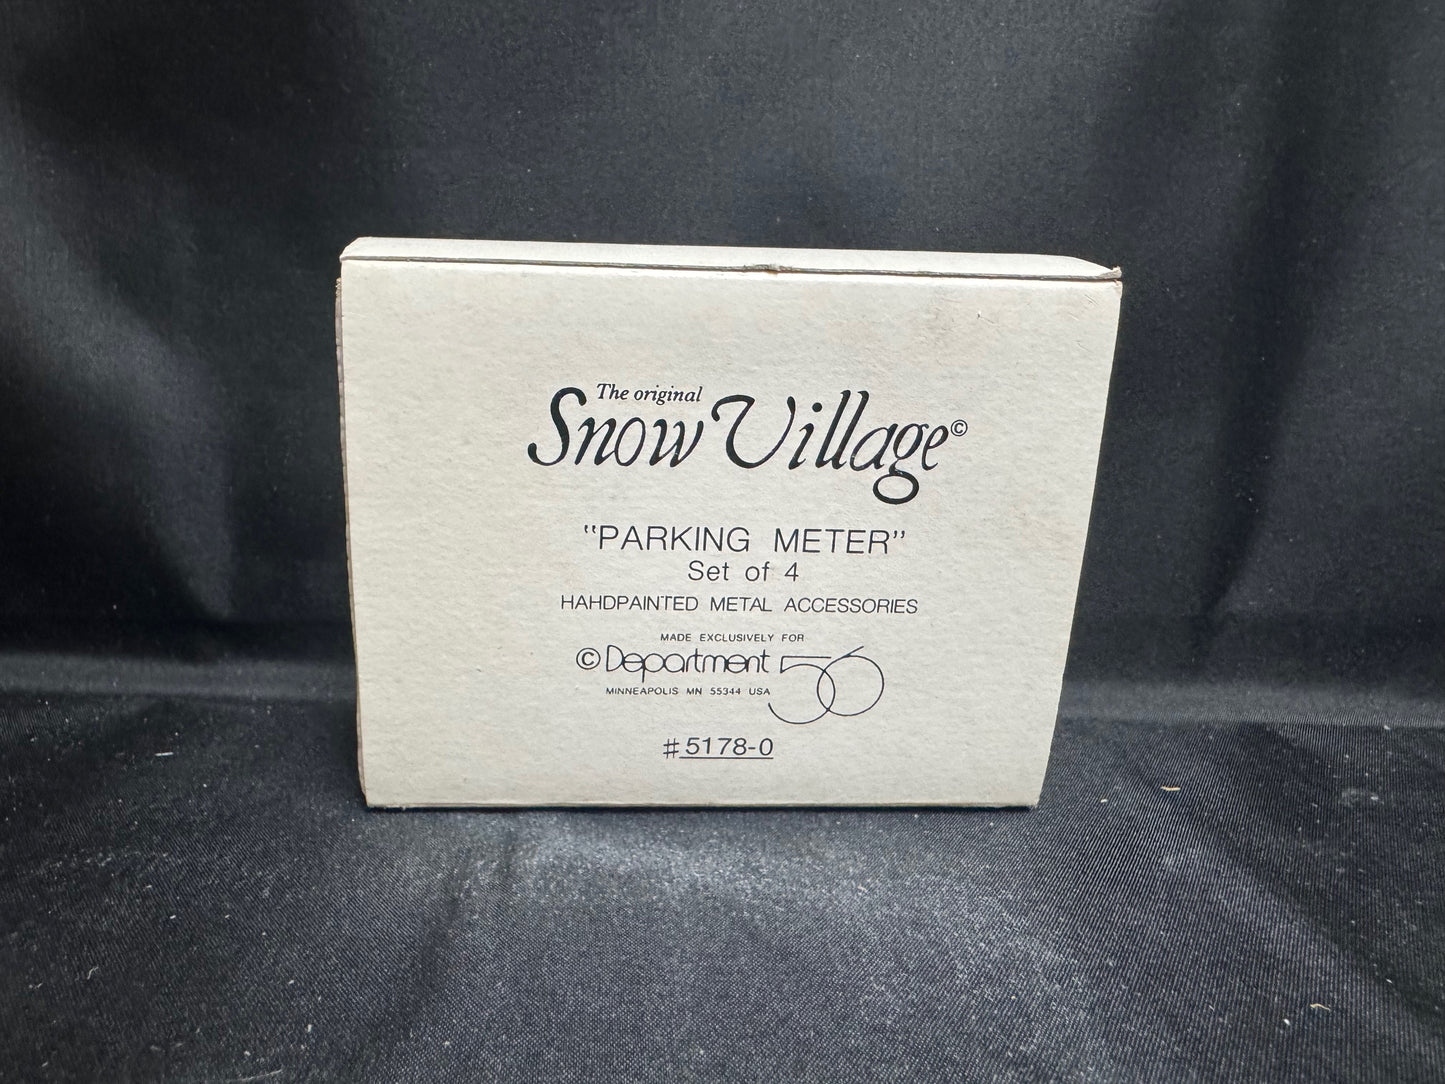 The original
Snow Village©
"PARKING METER"
Set of 4
HAHDPAINTED METAL ACCESSORIES
MADE EXCLUSIVELY FOR
©Department 56
MINNEAPOLIS MN 55344 USA
#5178-0